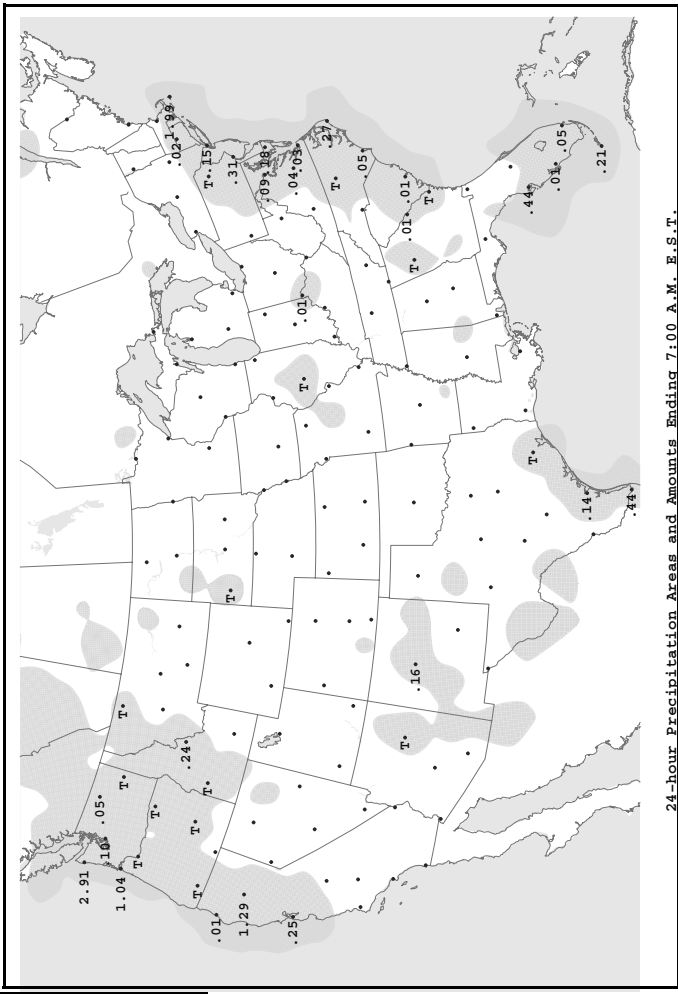 2.91
.05
.10
1.04
T
T
T
T
1.99
.02
.24
T
T
T
T
.15
.01
T
.31
1.29
.09
.18
.25
.04
.03
.01
T
.27
T
.05
T
.01
.01
T
.16
T
.44
T
.01
.05
.14
.21
.44
24-hour Precipitation Areas and Amounts Ending 7:00 A.M. E.S.T.